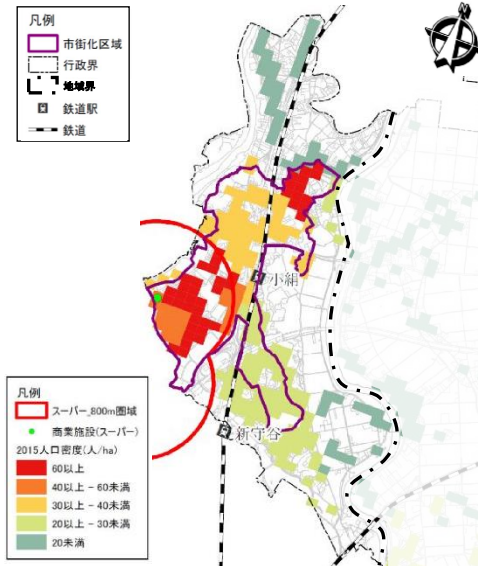 凡例
市街化区域
行政界
地域界
鉄道駅
鉄道
小絹
新守谷
凡例
スーパー_800m圏域
商業施設(スーパー)
2015人口密度(人/ha)
60以上
40以上 - 60未満
30以上 - 40未満
20以上 - 30未満
20未満